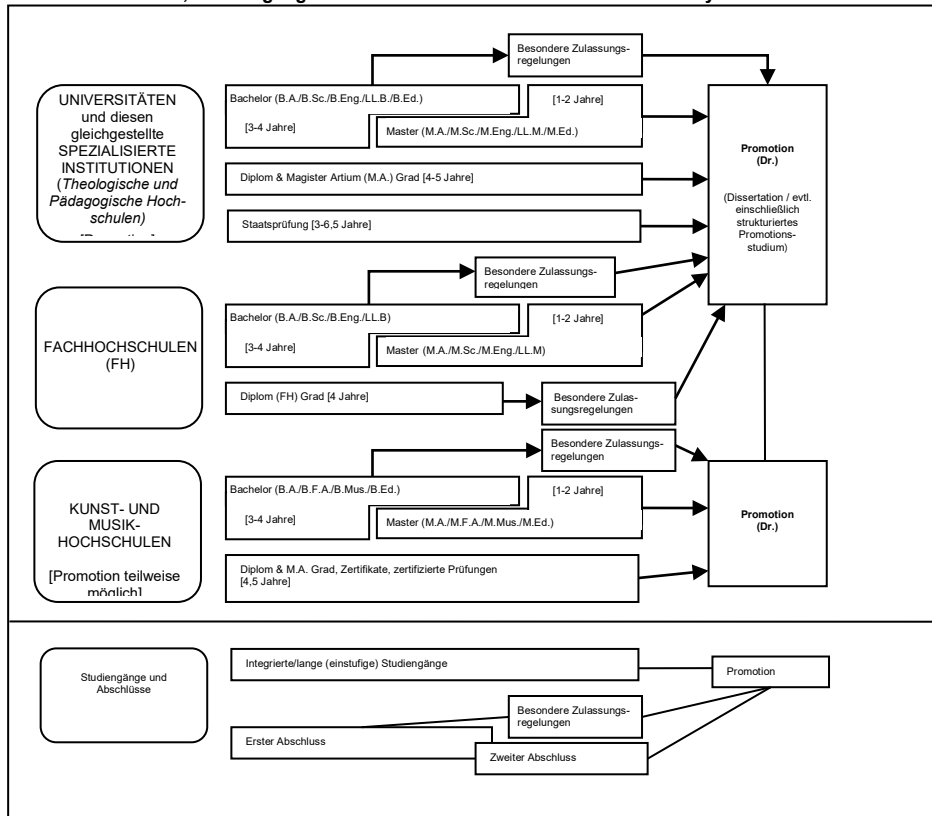 Besondere Zulassungs-
regelungen
UNIVERSITÄTEN
und diesen
gleichgestellte
SPEZIALISIERTE
INSTITUTIONEN
(Theologische und
Pädagogische Hoch-
schulen)
Bachelor (B.A./B.Sc./B.Eng./LL.B./B.Ed.)
[3-4 Jahre]
[1-2 Jahre]
Master (M.A./M.Sc./M.Eng./LL.M./M.Ed.)
Diplom & Magister Artium (M.A.) Grad [4-5 Jahre]
Staatsprüfung [3-6,5 Jahre]
Promotion
(Dr.)
(Dissertation / evtl.
einschließlich
strukturiertes
Promotions-
studium)
Besondere Zulassungs-
regelungen
FACHHOCHSCHULEN
(FH)
Bachelor (B.A./B.Sc./B.Eng./LL.B)
[3-4 Jahre]
[1-2 Jahre]
Master (M.A./M.Sc./M.Eng./LL.M)
Diplom (FH) Grad [4 Jahre]
Besondere Zulas-
sungsregelungen
Besondere Zulassungs-
regelungen
KUNST- UND
MUSIK-
HOCHSCHULEN
[Promotion teilweise
möglich]
Bachelor (B.A./B.F.A./B.Mus./B.Ed.)
[3-4 Jahre]
[1-2 Jahre]
Master (M.A./M.F.A./M.Mus./M.Ed.)
Diplom & M.A. Grad, Zertifikate, zertifizierte Prüfungen
[4,5 Jahre]
Promotion
(Dr.)
Studiengänge und
Abschlüsse
Integrierte/lange (einstufige) Studiengänge
Promotion
Besondere Zulassungs-
regelungen
Erster Abschluss
Zweiter Abschluss